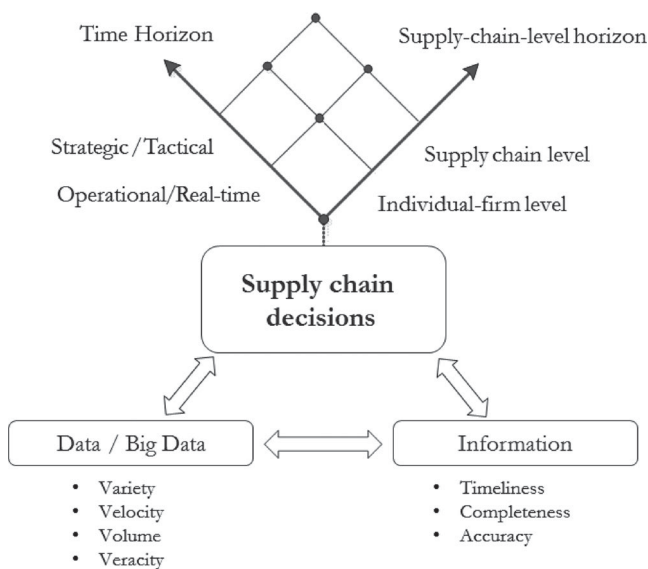 Time Horizon
Supply-chain-level horizon
Strategic/Tactical
Supply chain level
Operational/Real-time
Individual-firm level
Supply chain
decisions
Data / Big Data
Information
• Variety
• Velocity
• Volume
• Veracity
• Timeliness
• Completeness
• Accuracy